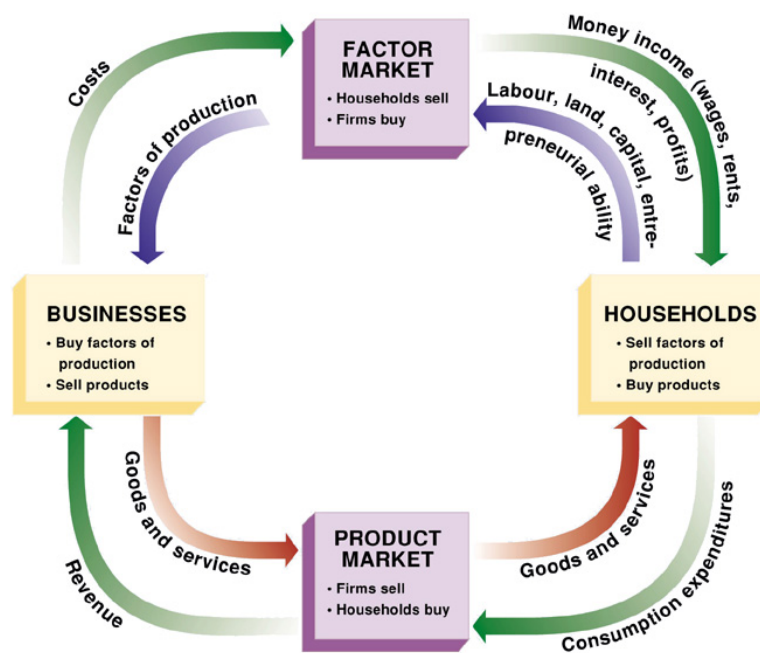 FACTOR
MARKET
• Households sell
• Firms buy
Costs
Factors of production
Money income (wages, rents,
interest, profits)
Labour, land, capital, entre-
preneurial ability
BUSINESSES
• Buy factors of
production
• Sell products
HOUSEHOLDS
• Sell factors of
production
• Buy products
Goods and services
Revenue
PRODUCT
MARKET
• Firms sell
• Households buy
Goods and services
Consumption expenditures